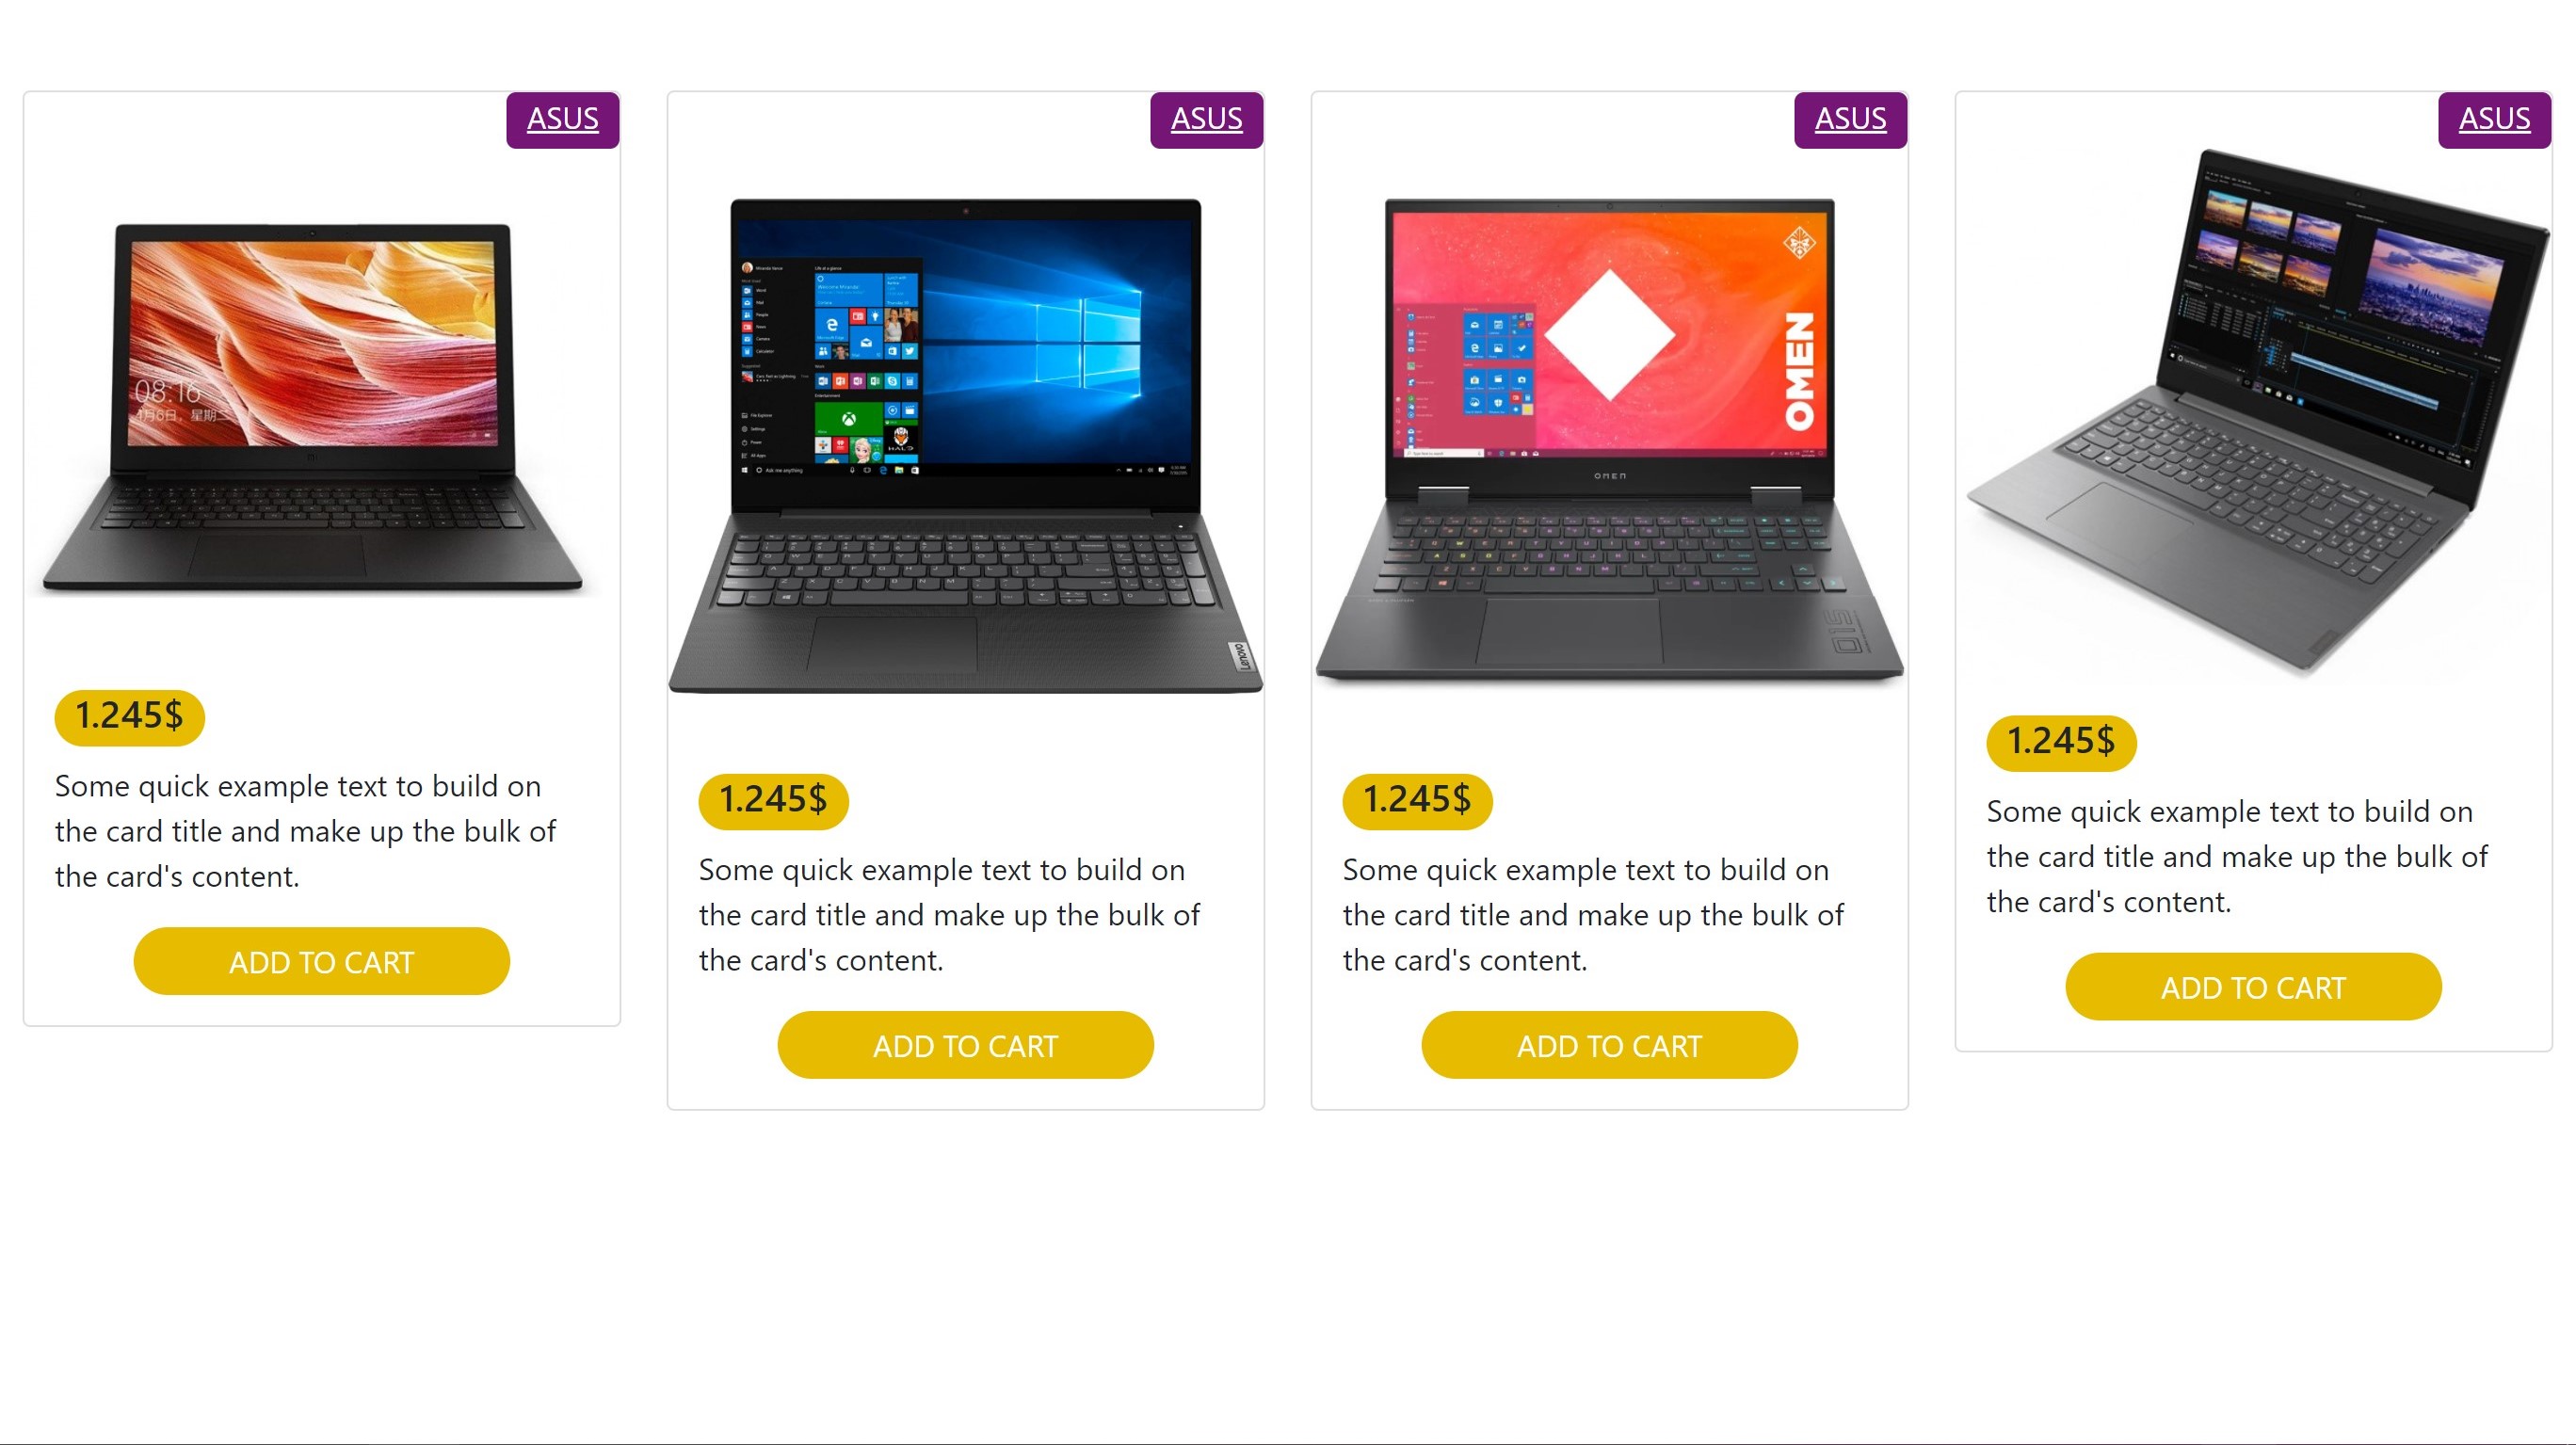 ASUS
08:16
4月6日，星期二
1.245$
Some quick example text to build on
the card title and make up the bulk of
the card's content.
ADD TO CART
ASUS
Lenovo
1.245$
Some quick example text to build on
the card title and make up the bulk of
the card's content.
ADD TO CART
ASUS
OMEN
OMEN
1.245$
Some quick example text to build on
the card title and make up the bulk of
the card's content.
ADD TO CART
ASUS
1.245$
Some quick example text to build on
the card title and make up the bulk of
the card's content.
ADD TO CART